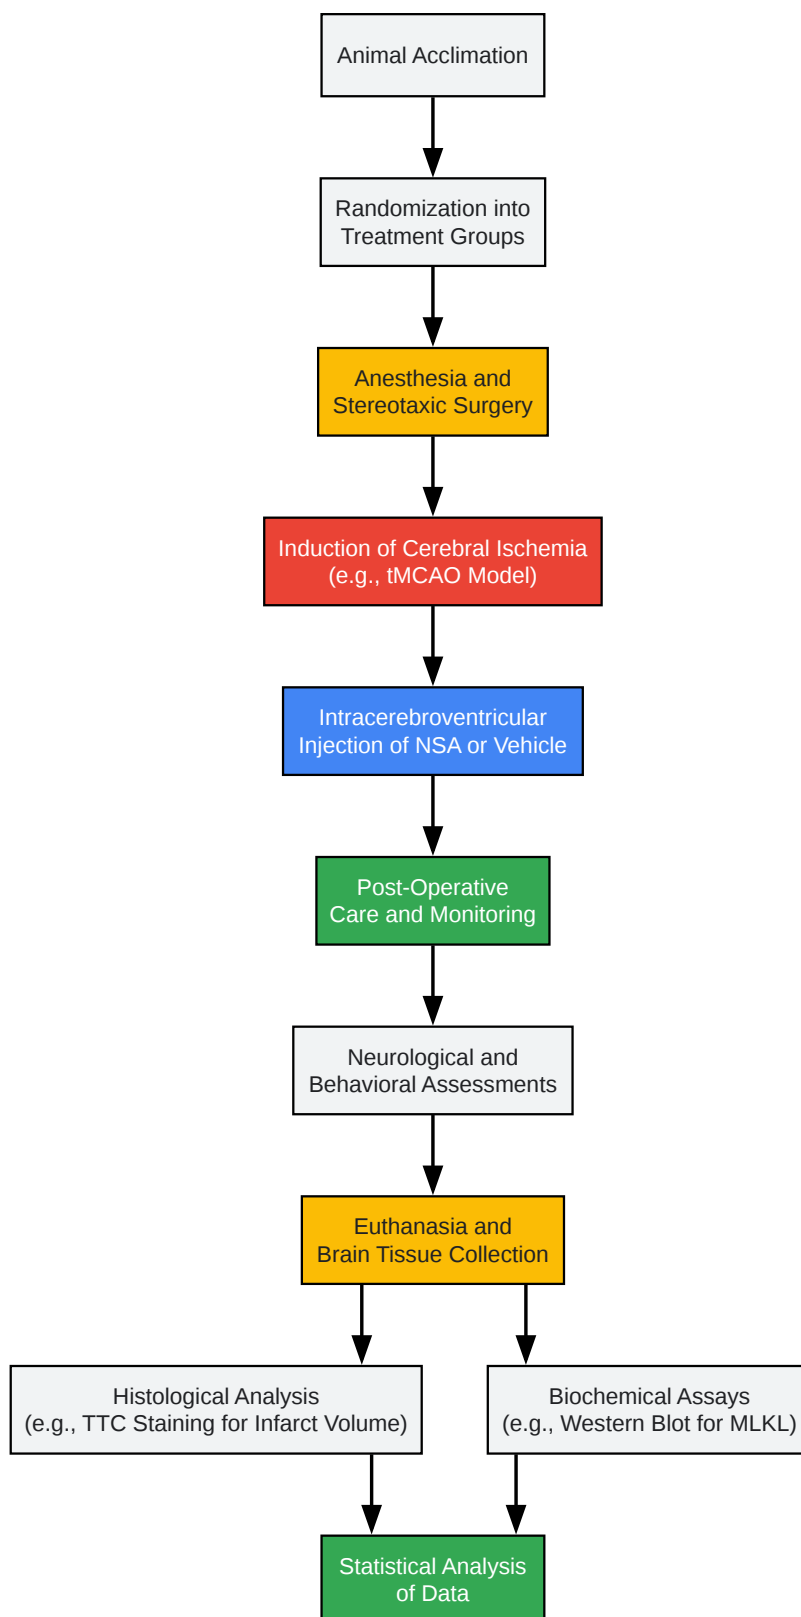 Animal Acclimation
Randomization into
Treatment Groups
Anesthesia and
Stereotaxic Surgery
Induction of Cerebral Ischemia
(e.g., tMCAO Model)
Intracerebroventricular
Injection of NSA or Vehicle
Post-Operative
Care and Monitoring
Neurological and
Behavioral Assessments
Euthanasia and
Brain Tissue Collection
Histological Analysis
(e.g., TTC Staining for Infarct Volume)
Biochemical Assays
(e.g., Western Blot for MLKL)
Statistical Analysis
of Data